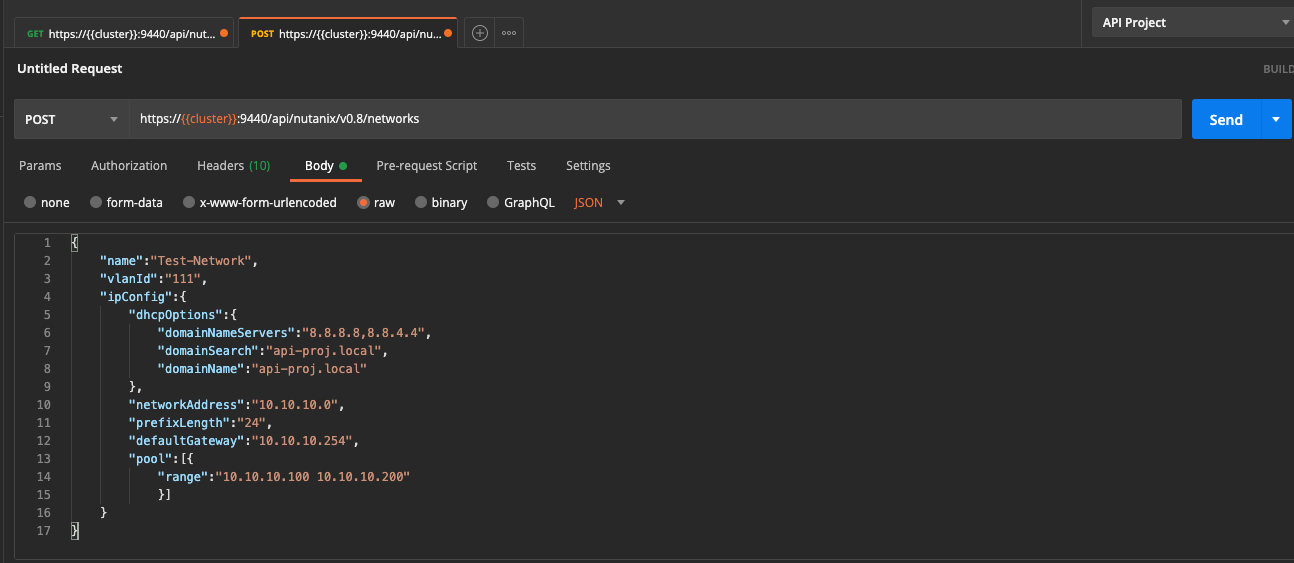 GET https://{{cluster}}:9440/api/nut...
POST https://{{cluster}}:9440/api/nu...
API Project
Untitled Request
BUILD
POST https://{{cluster}}:9440/api/nutanix/v0.8/networks Send
Params Authorization Headers (10) Body Pre-request Script Tests Settings
none form-data x-www-form-urlencoded raw binary GraphQL JSON
1 {
2 "name":"Test-Network",
3 "vlanId":"111",
4 "ipConfig":{
5 "dhcpOptions":{
6 "domainNameServers":"8.8.8.8,8.8.4.4",
7 "domainSearch":"api-proj.local",
8 "domainName":"api-proj.local"
9 },
10 "networkAddress":"10.10.10.0",
11 "prefixLength":"24",
12 "defaultGateway":"10.10.10.254",
13 "pool":[{
14 "range":"10.10.10.100 10.10.10.200"
15 }]
16 }
17 }